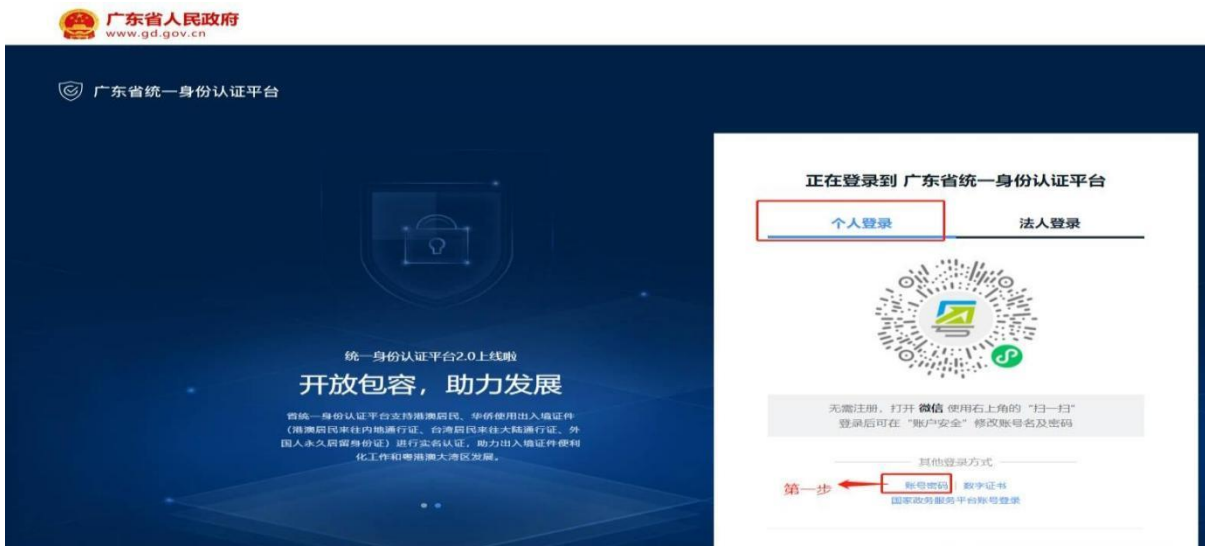 广东省人民政府
www.gd.gov.cn
广东省统一身份认证平台
统一身份认证平台2.0上线啦
开放包容，助力发展
省统一身份认证平台支持港澳居民、华侨使用出入境证件
（港澳居民来往内地通行证、台湾居民来往大陆通行证、外
国人永久居留身份证）进行实名认证，助力出入境证件便利
化工作和粤港澳大湾区发展。
正在登录到 广东省统一身份认证平台
个人登录 法人登录
无需注册，打开 微信 使用右上角的“扫一扫”
登录后可在“账户安全”修改账号名及密码
其他登录方式
第一步 账号密码 | 数字证书
国家政务服务平台账号登录